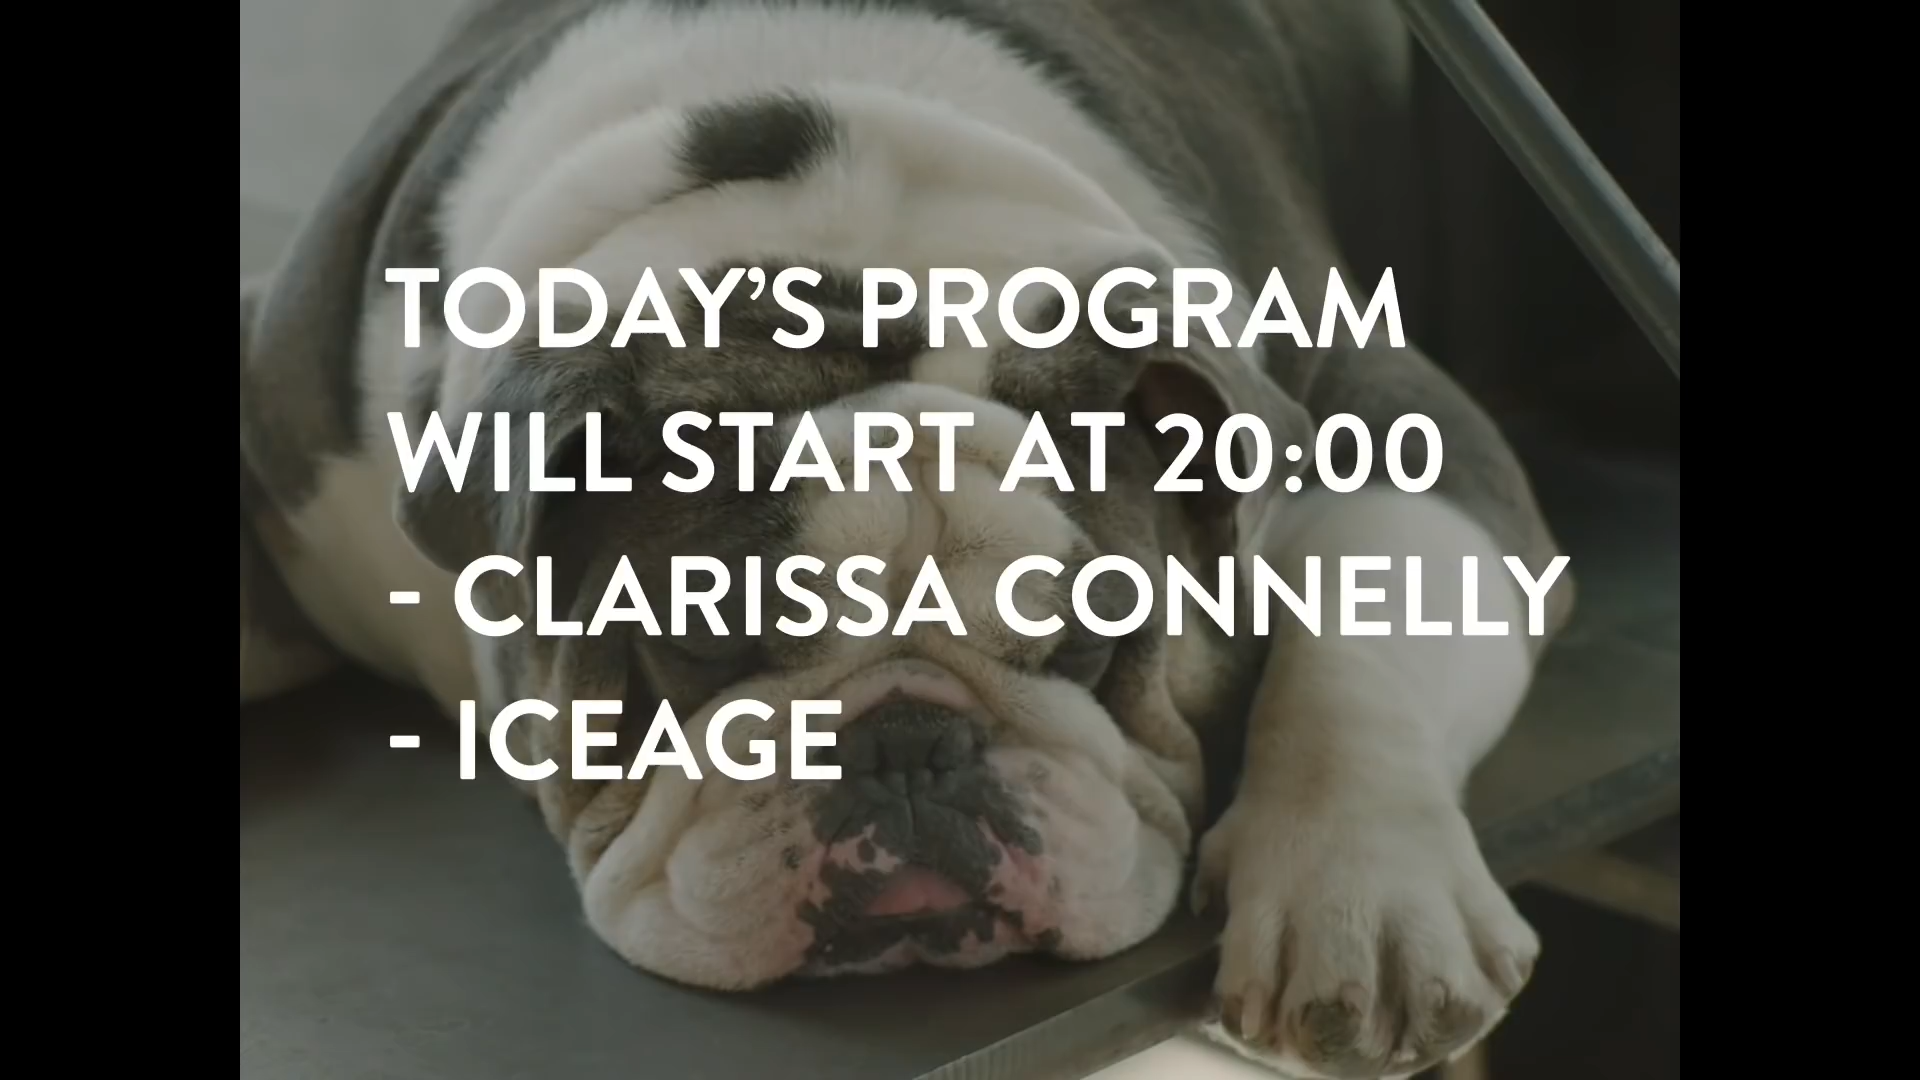 TODAY’S PROGRAM
WILL START AT 20:00
- CLARISSA CONNELLY
- ICEAGE